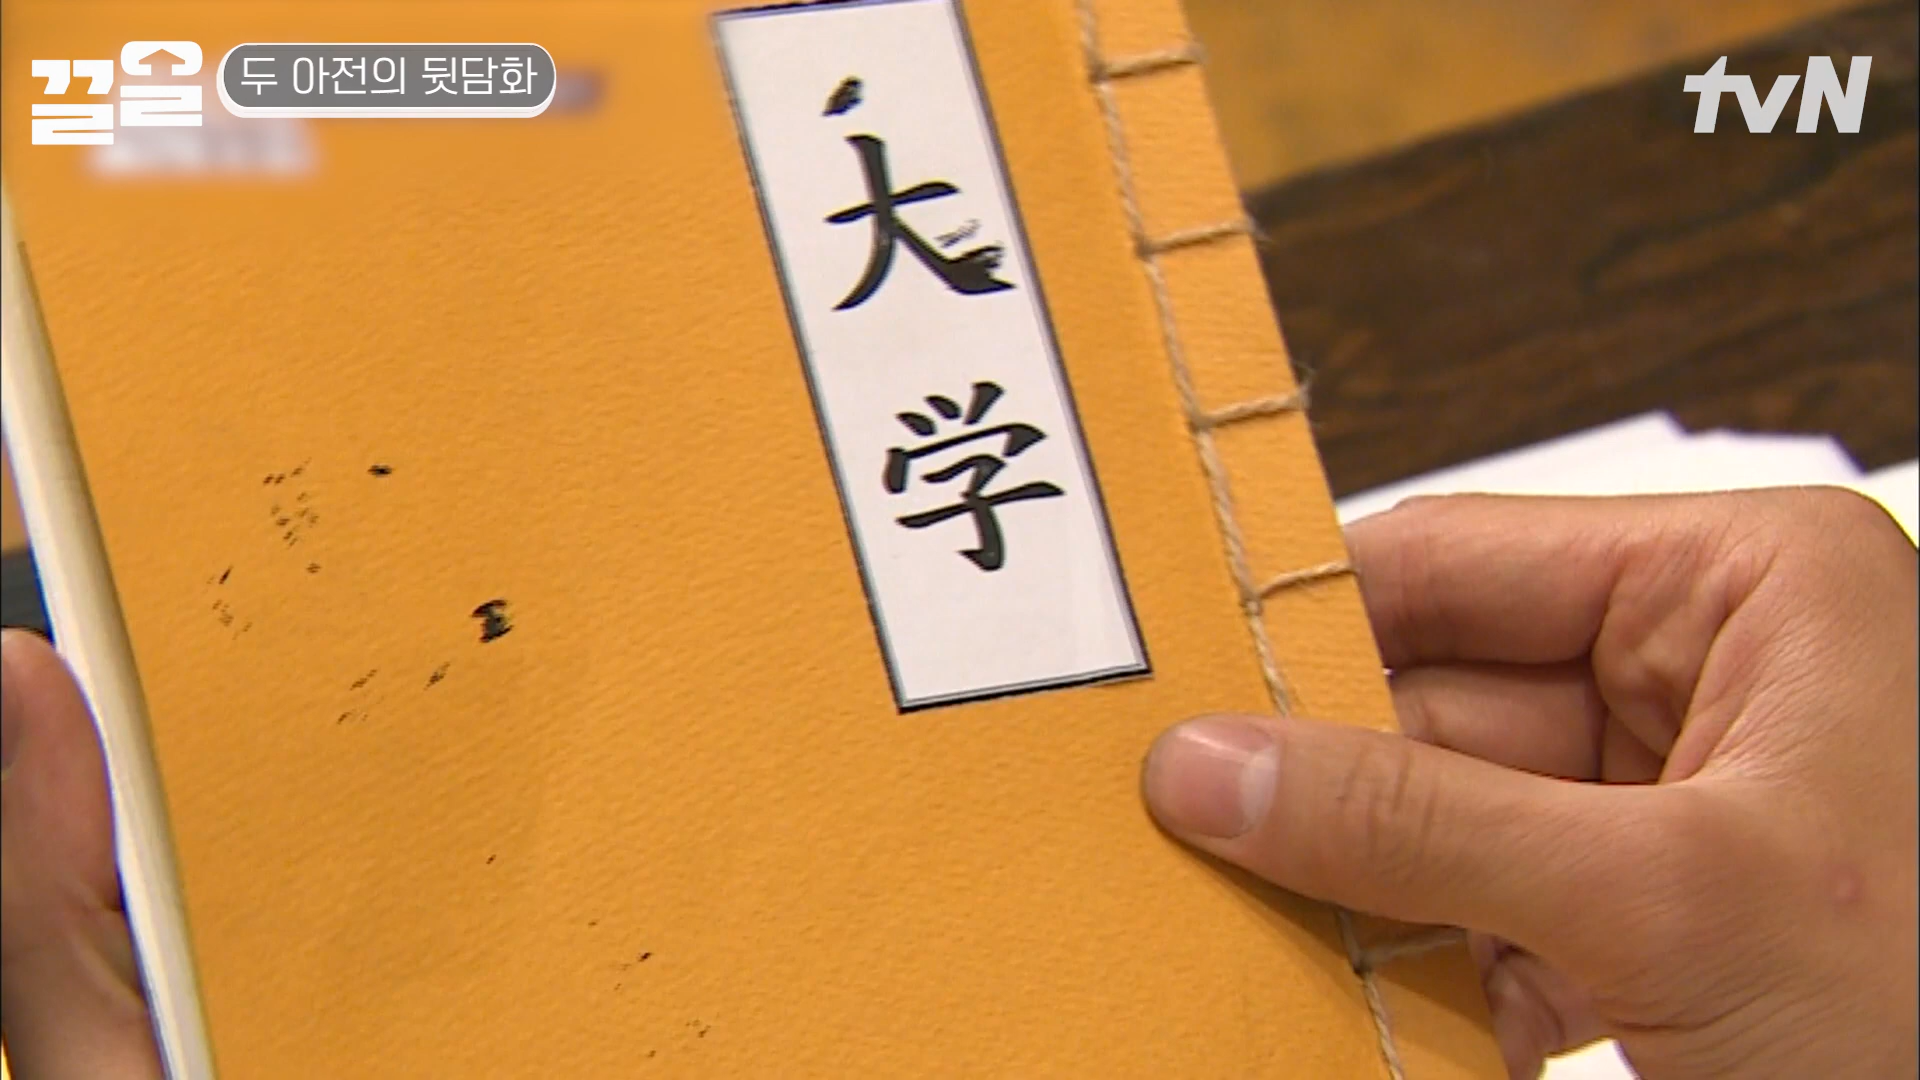 끌올
두 아전의 뒷담화
tvN
大
学